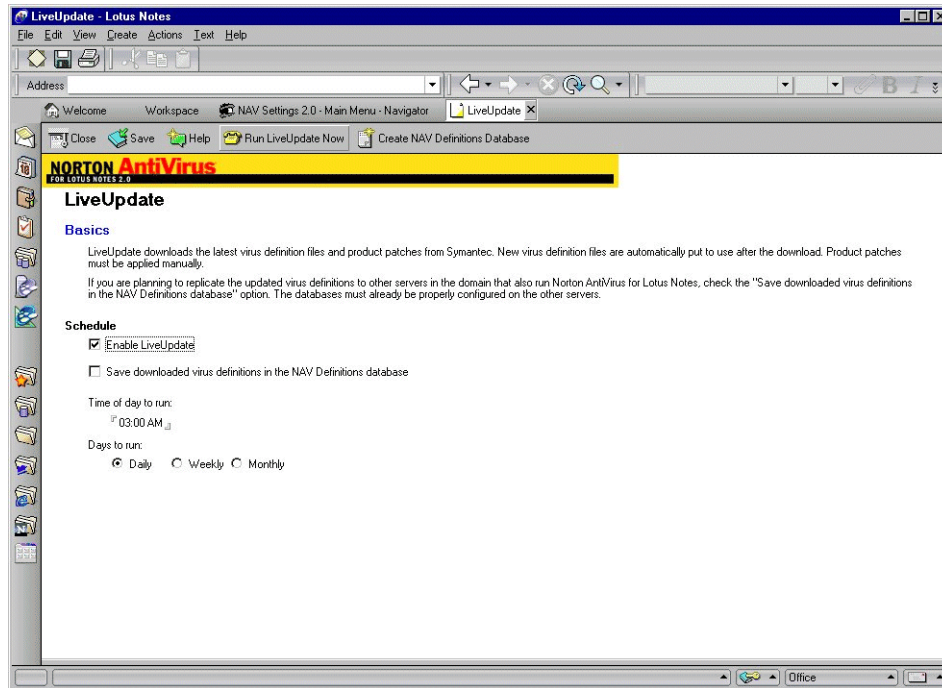 LiveUpdate - Lotus Notes
File Edit View Create Actions Text Help
Address
Welcome Workspace NAV Settings 2.0 - Main Menu - Navigator LiveUpdate
Close Save Help Run LiveUpdate Now Create NAV Definitions Database
NORTON AntiVirus
FOR LOTUS NOTES 2.0
LiveUpdate
Basics
LiveUpdate downloads the latest virus definition files and product patches from Symantec. New virus definition files are automatically put to use after the download. Product patches
must be applied manually.
If you are planning to replicate the updated virus definitions to other servers in the domain that also run Norton AntiVirus for Lotus Notes, check the "Save downloaded virus definitions
in the NAV Definitions database" option. The databases must already be properly configured on the other servers.
Schedule
Enable LiveUpdate
Save downloaded virus definitions in the NAV Definitions database
Time of day to run:
03:00 AM
Days to run:
Daily Weekly Monthly
Office